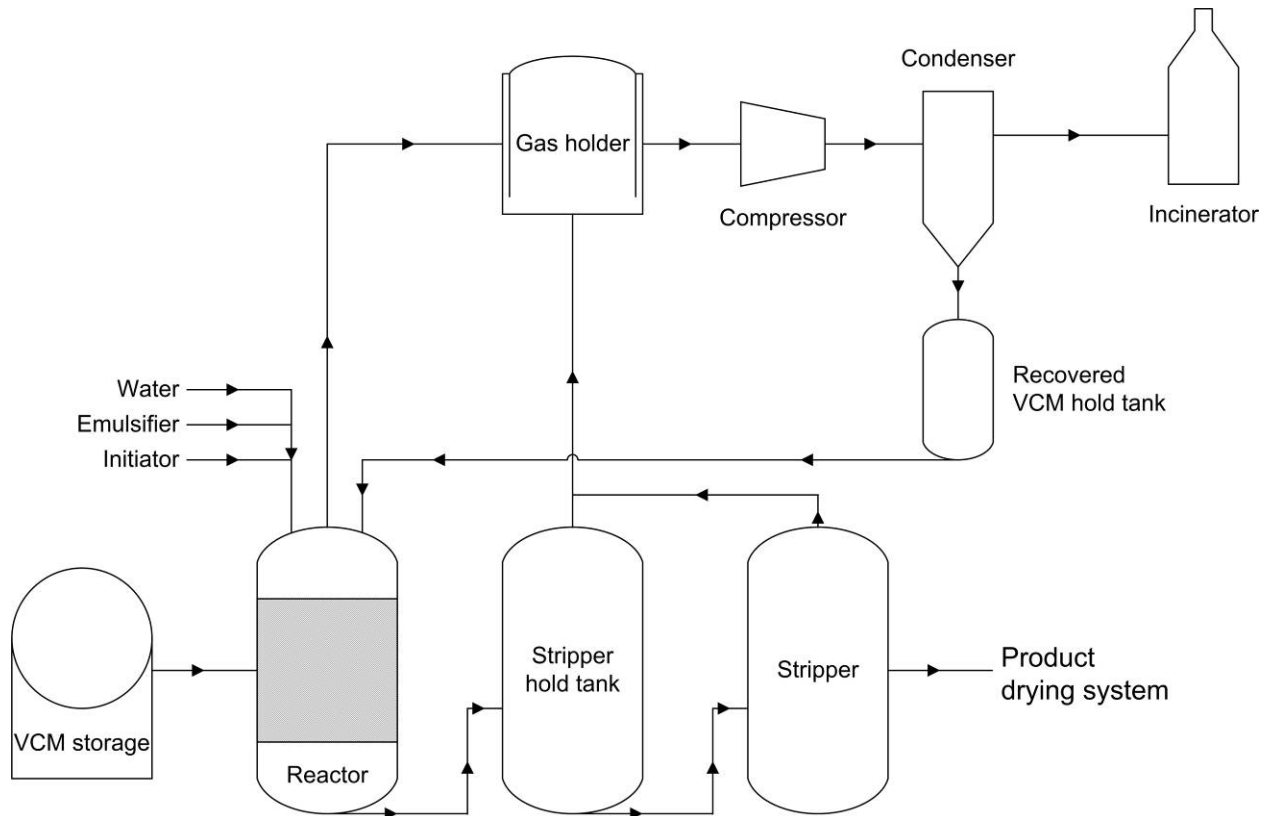 Condenser
Gas holder
Compressor
Incinerator
Water
Emulsifier
Initiator
Recovered
VCM hold tank
VCM storage
Reactor
Stripper
hold tank
Stripper
Product
drying system